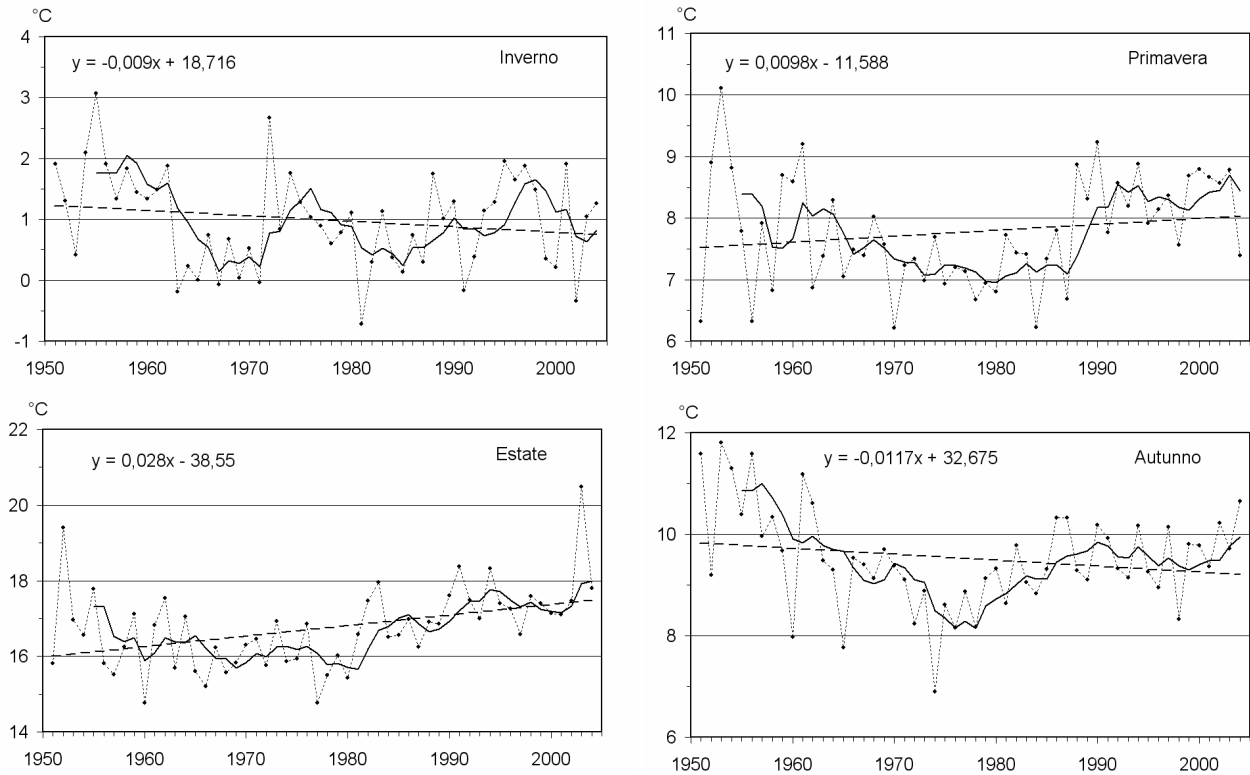 °C
4
3
2
1
0
-1
y = -0,009x + 18,716
Inverno
1950 1960 1970 1980 1990 2000
°C
11
10
9
8
7
6
y = 0,0098x - 11,588
Primavera
1950 1960 1970 1980 1990 2000
°C
22
20
18
16
14
y = 0,028x - 38,55
Estate
1950 1960 1970 1980 1990 2000
°C
12
10
8
6
y = -0,0117x + 32,675
Autunno
1950 1960 1970 1980 1990 2000